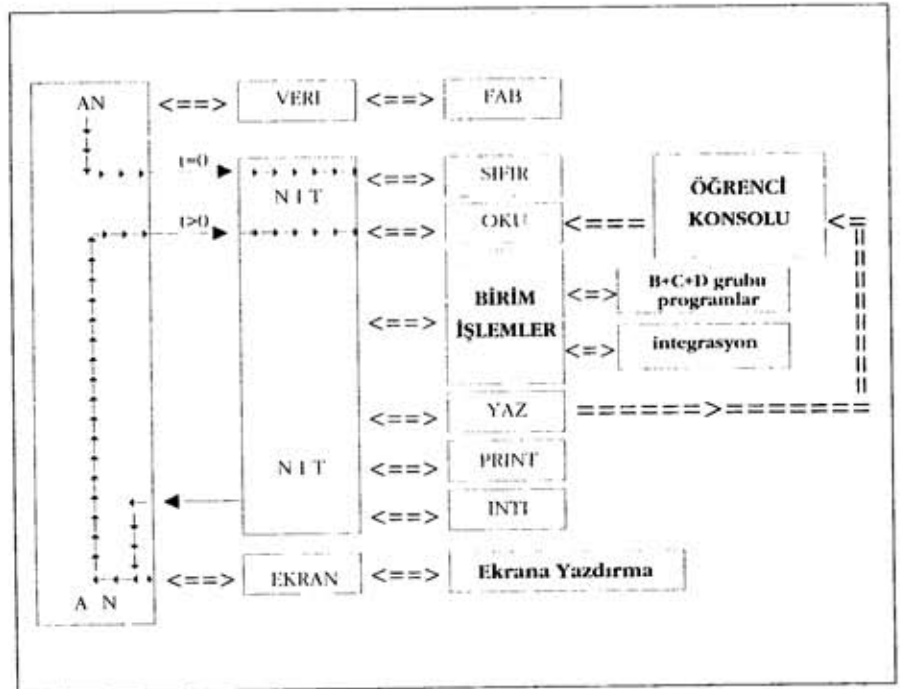 AN <==> VERI <==> FAB
t=0
SIFIR
NIT <==>
ÖĞRENCİ
KONSOLU
t>0
<==> OKU <=== <=
BİRİM
İŞLEMLER
<==>
<=> B+C+D grubu
programlar
<=> integrasyon
<==> YAZ =====>======
NIT <==> PRINT
<==> INTI
<==> EKRAN <==> Ekrana Yazdırma
A N